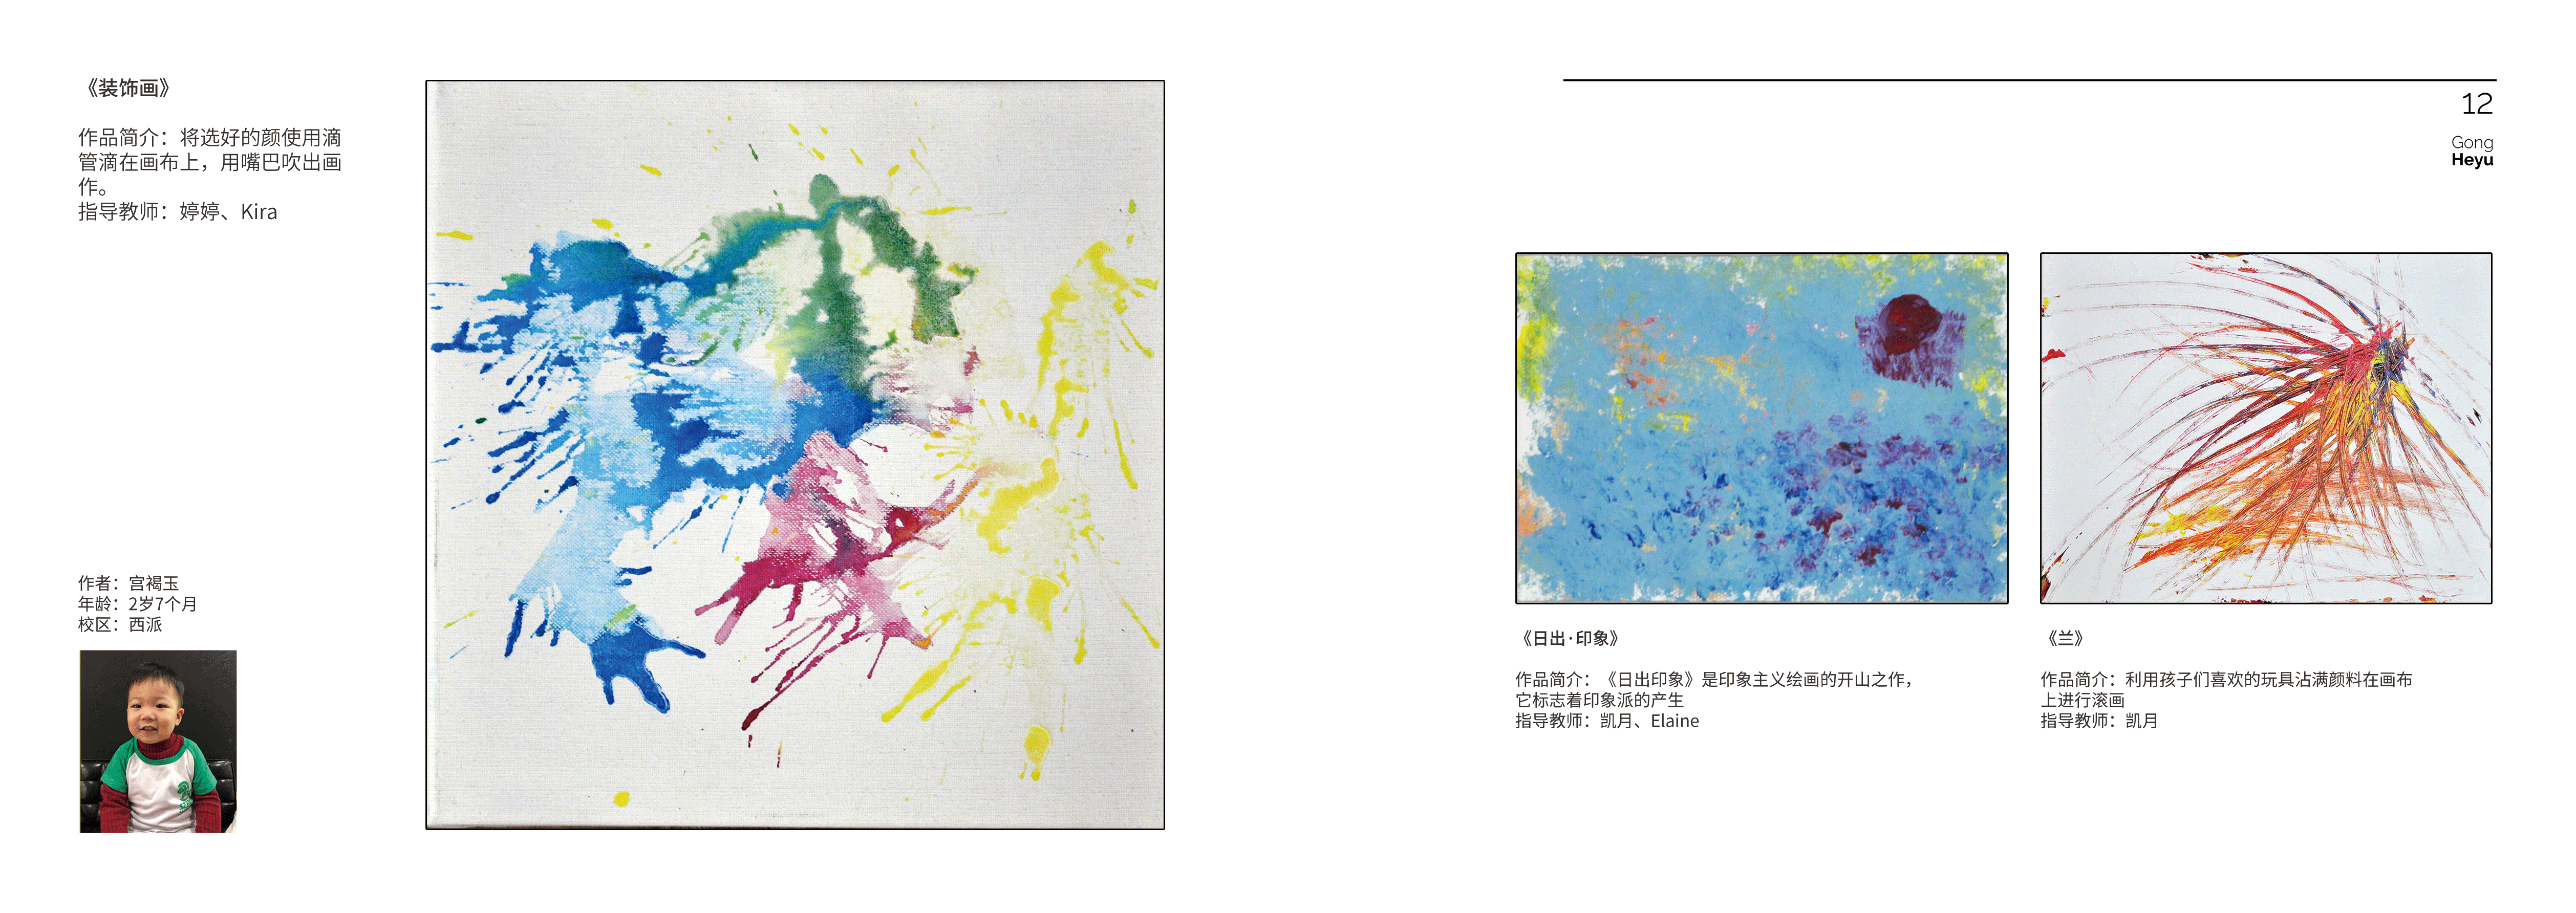 《装饰画》
作品简介：将选好的颜使用滴
管滴在画布上，用嘴巴吹出画
作。
指导教师：婷婷、Kira
作者：宫褐玉
年龄：2岁7个月
校区：西派
12
Gong
Heyu
《日出·印象》
作品简介：《日出印象》是印象主义绘画的开山之作，
它标志着印象派的产生
指导教师：凯月、Elaine
《兰》
作品简介：利用孩子们喜欢的玩具沾满颜料在画布
上进行滚画
指导教师：凯月